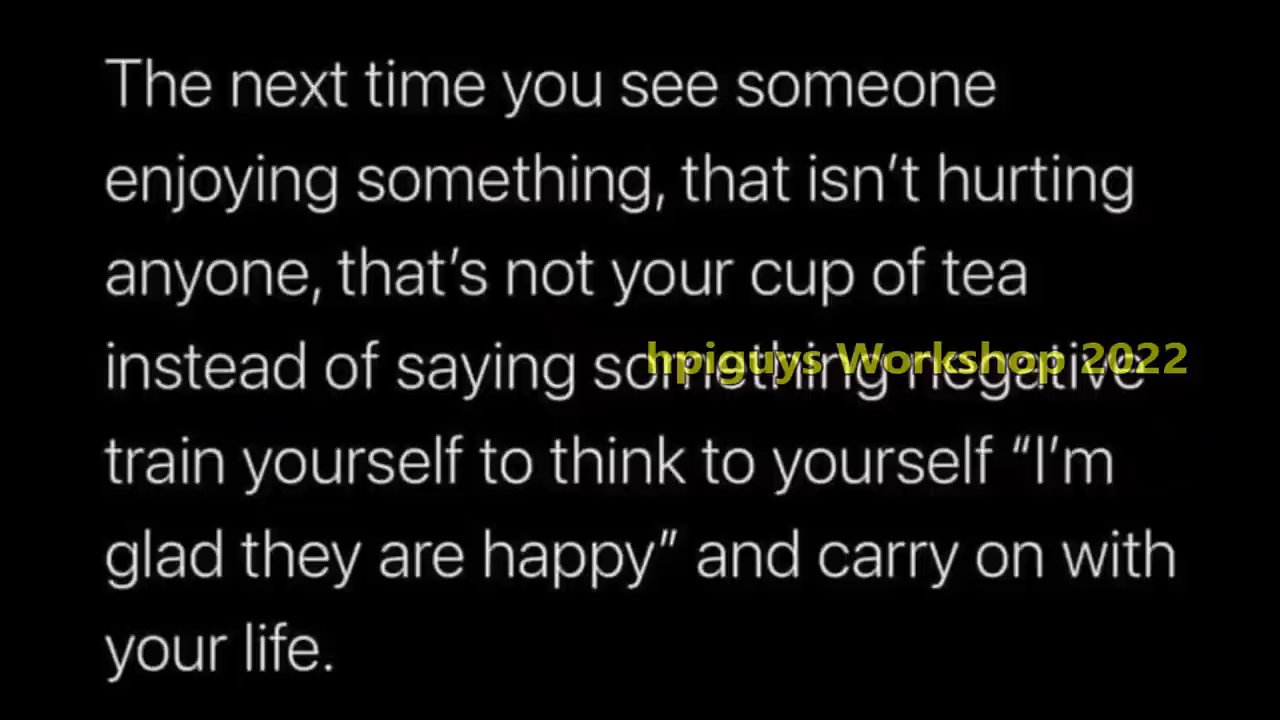 The next time you see someone
enjoying something, that isn’t hurting
anyone, that’s not your cup of tea
instead of saying something negative
hpiguys Workshop 2022
train yourself to think to yourself “I’m
glad they are happy” and carry on with
your life.